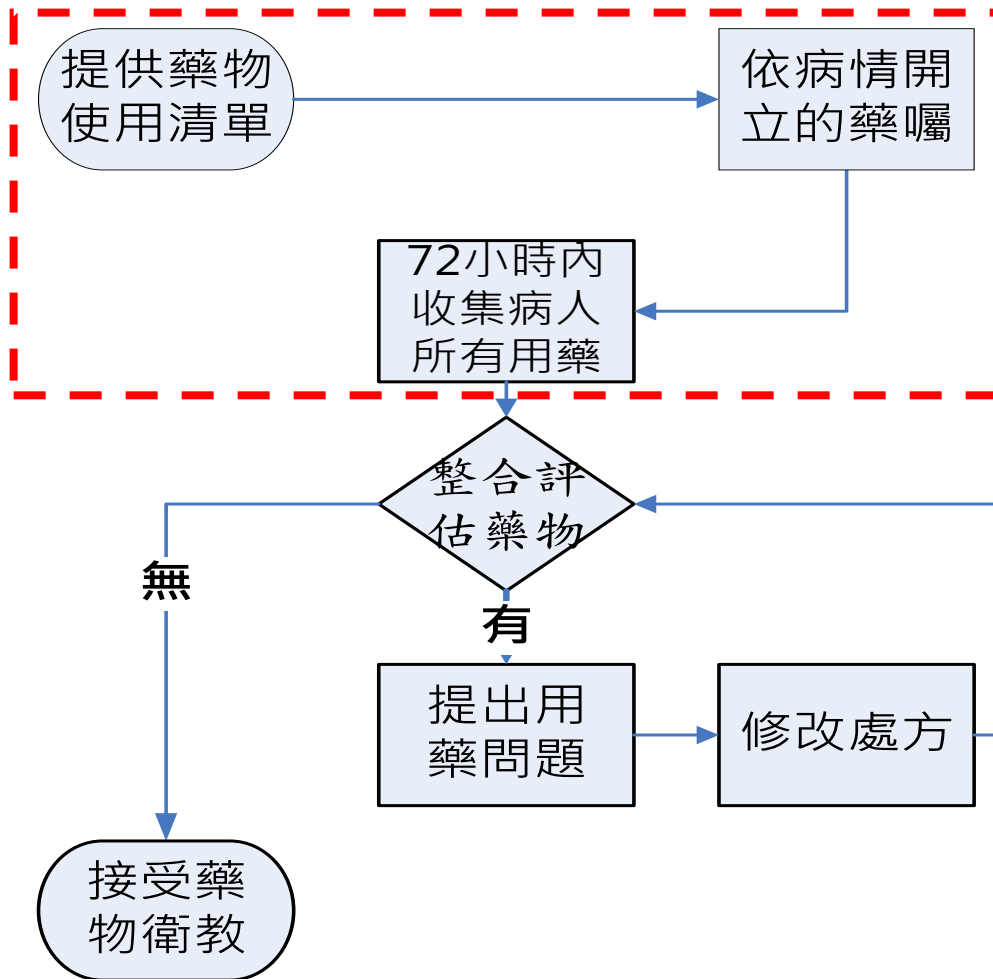 提供藥物
使用清單
依病情開
立的藥囑
72小時內
收集病人
所有用藥
整合評
估藥物
無
有
提出用
藥問題
修改處方
接受藥
物衛教